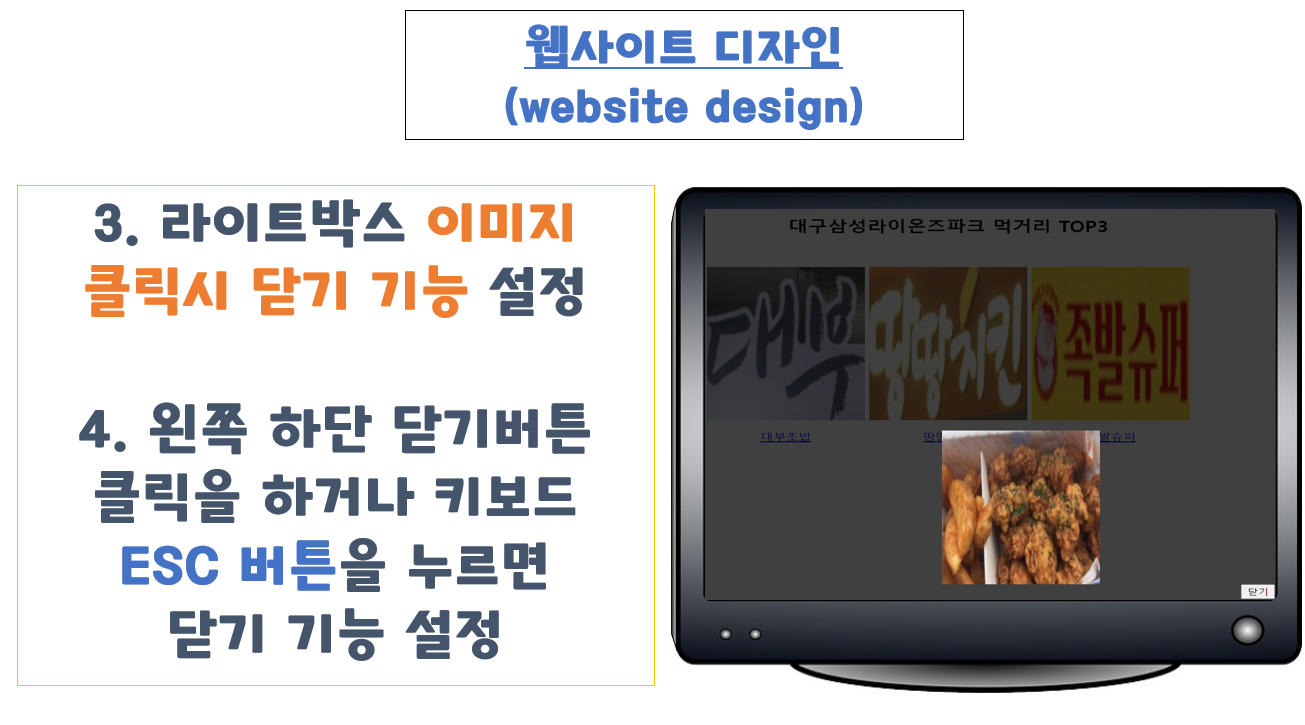 웹사이트 디자인
(website design)
3. 라이트박스 이미지
클릭시 닫기 기능 설정
4. 왼쪽 하단 닫기버튼
클릭을 하거나 키보드
ESC 버튼을 누르면
닫기 기능 설정
대구삼성라이온즈파크 먹거리 TOP3
대부 땅땅치킨 족발슈퍼
대부초밥 발슈퍼
닫기